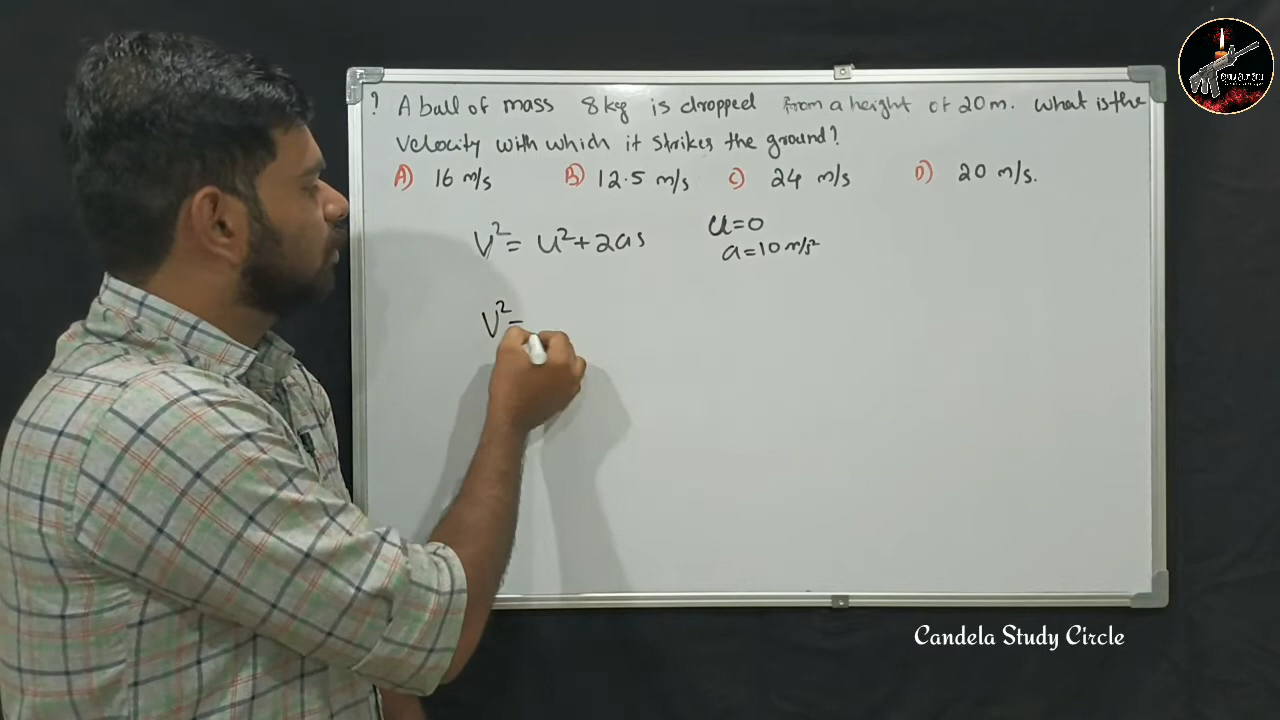 ? A ball of mass 8kg is dropped from a height of 20m. What is the
velocity with which it strikes the ground?
A) 16 m/s B) 12.5 m/s C) 24 m/s D) 20 m/s.
V²= u²+2as u=0
a=10 m/s²
V²=
Candela Study Circle